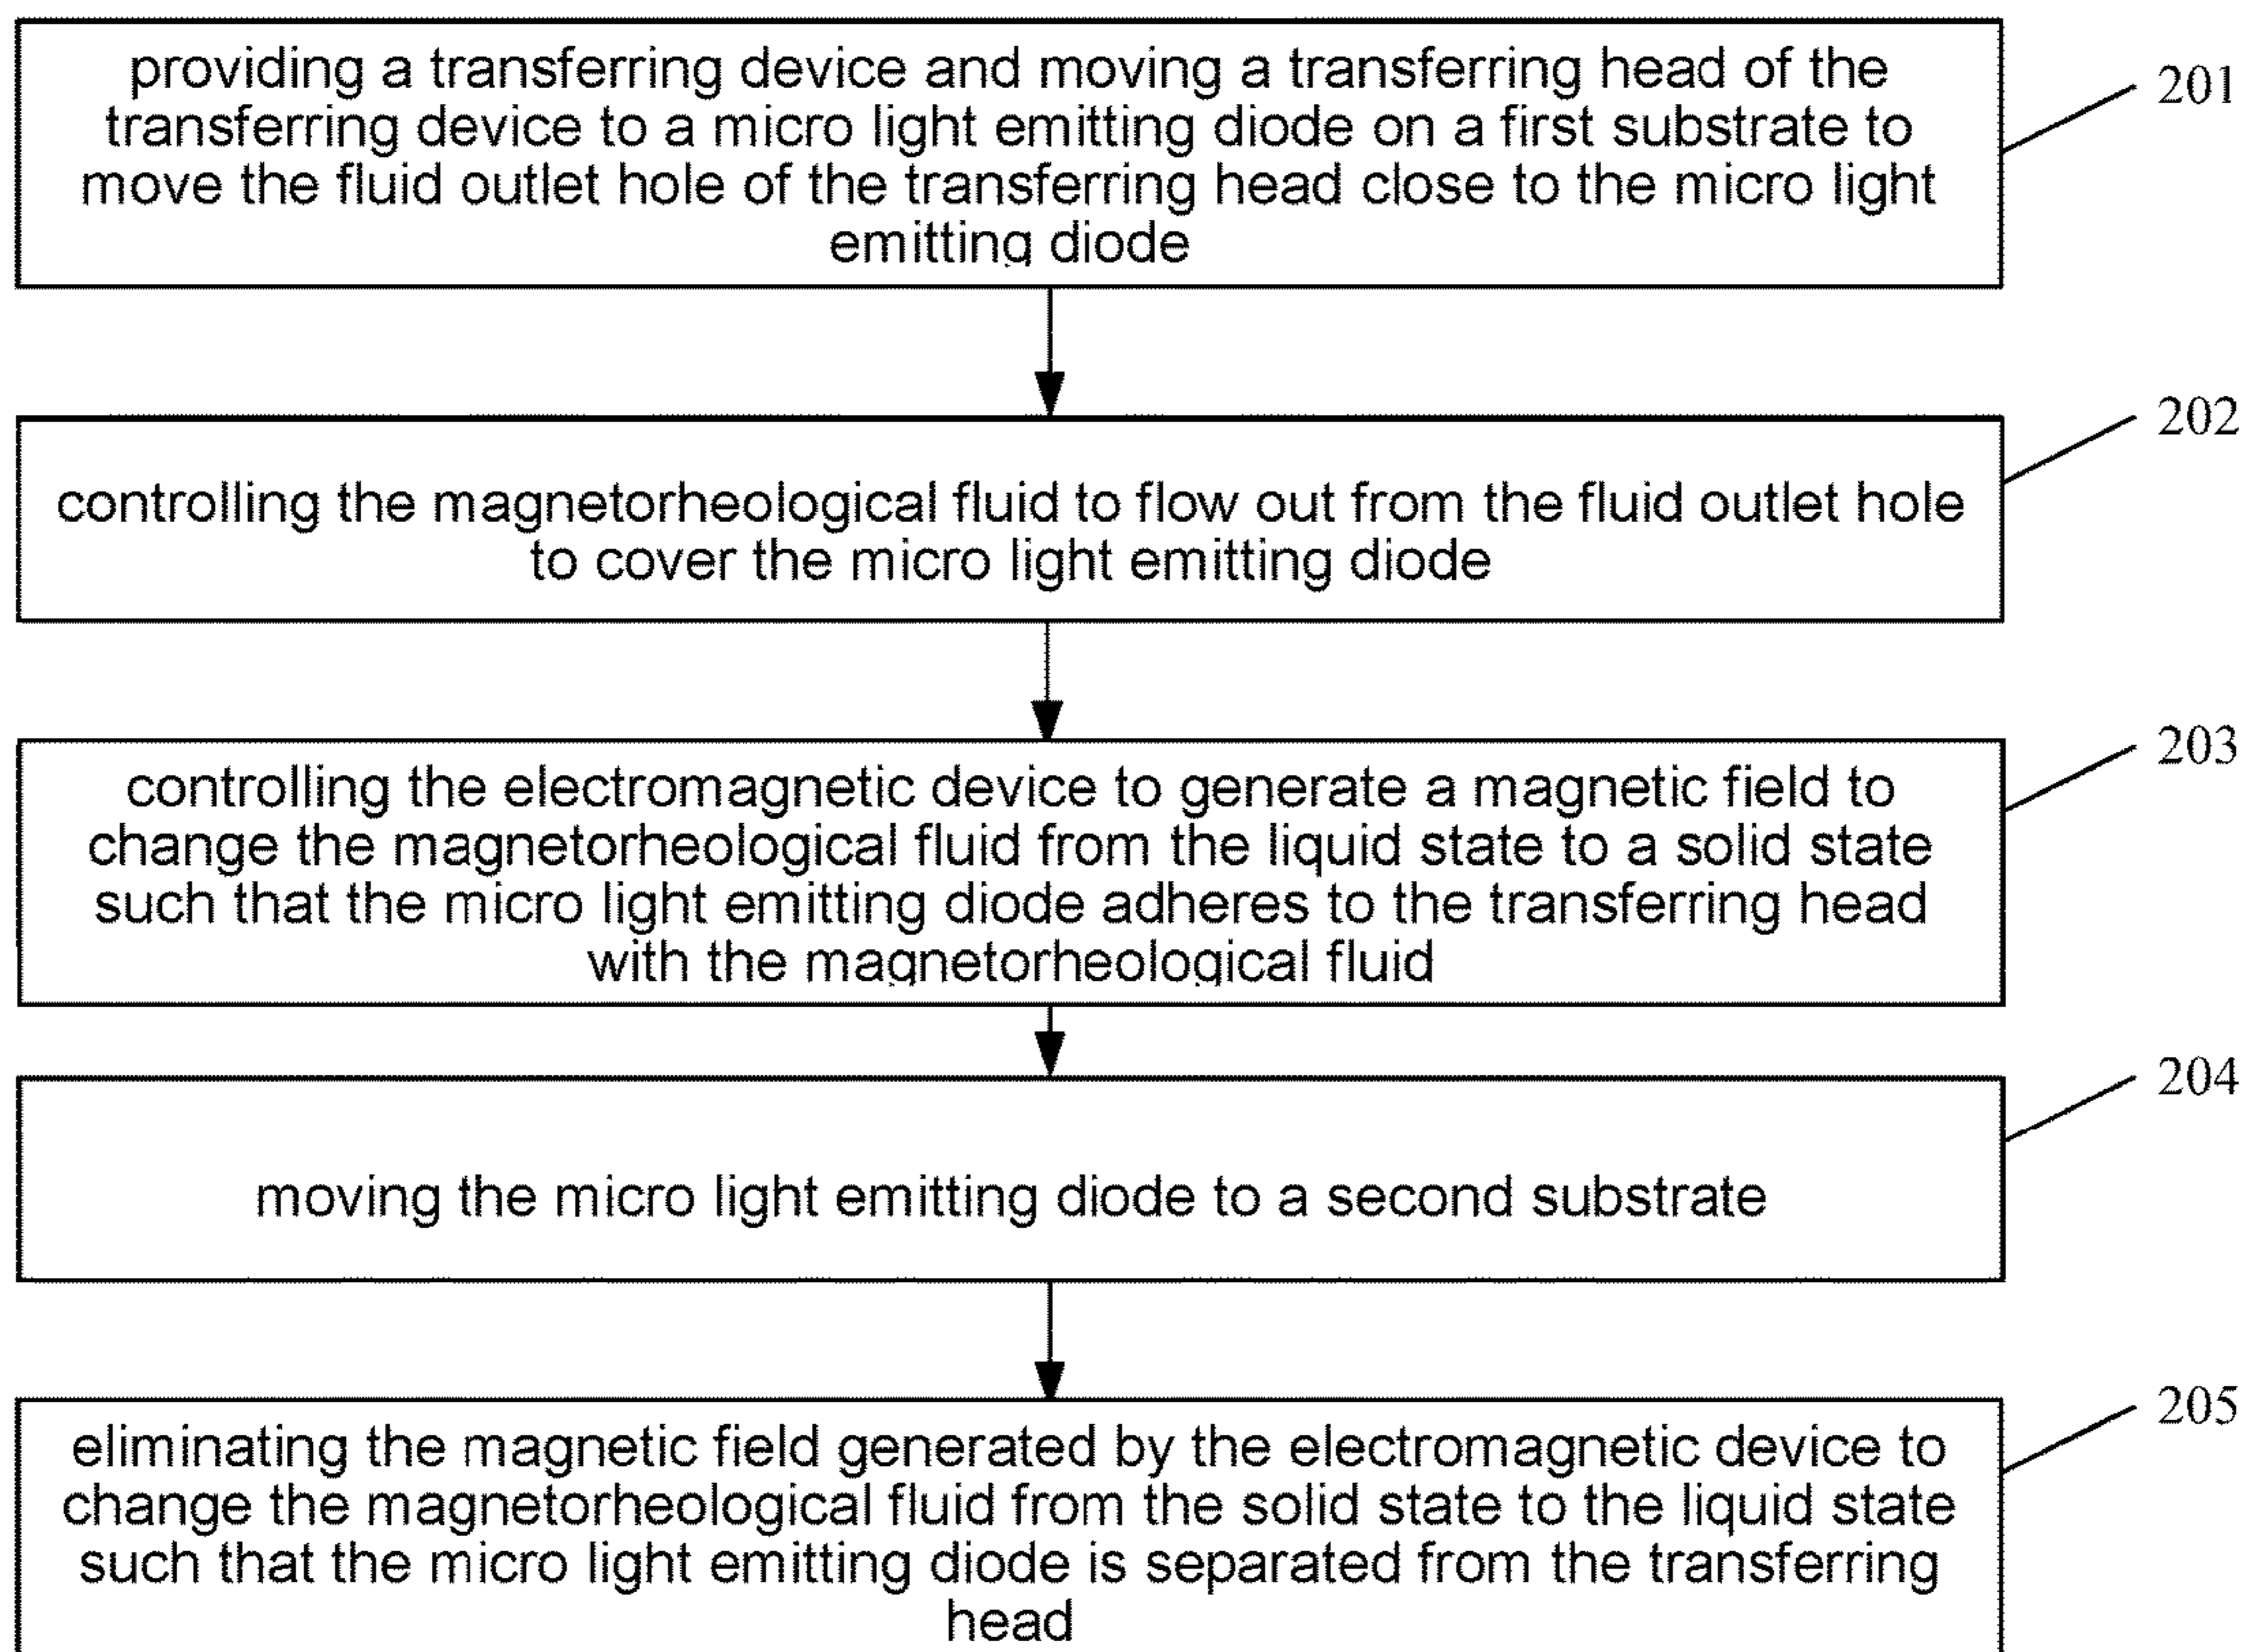 providing a transferring device and moving a transferring head of the
transferring device to a micro light emitting diode on a first substrate to
move the fluid outlet hole of the transferring head close to the micro light
emitting diode
201
controlling the magnetorheological fluid to flow out from the fluid outlet hole
to cover the micro light emitting diode
202
controlling the electromagnetic device to generate a magnetic field to
change the magnetorheological fluid from the liquid state to a solid state
such that the micro light emitting diode adheres to the transferring head
with the magnetorheological fluid
203
moving the micro light emitting diode to a second substrate
204
eliminating the magnetic field generated by the electromagnetic device to
change the magnetorheological fluid from the solid state to the liquid state
such that the micro light emitting diode is separated from the transferring
head
205